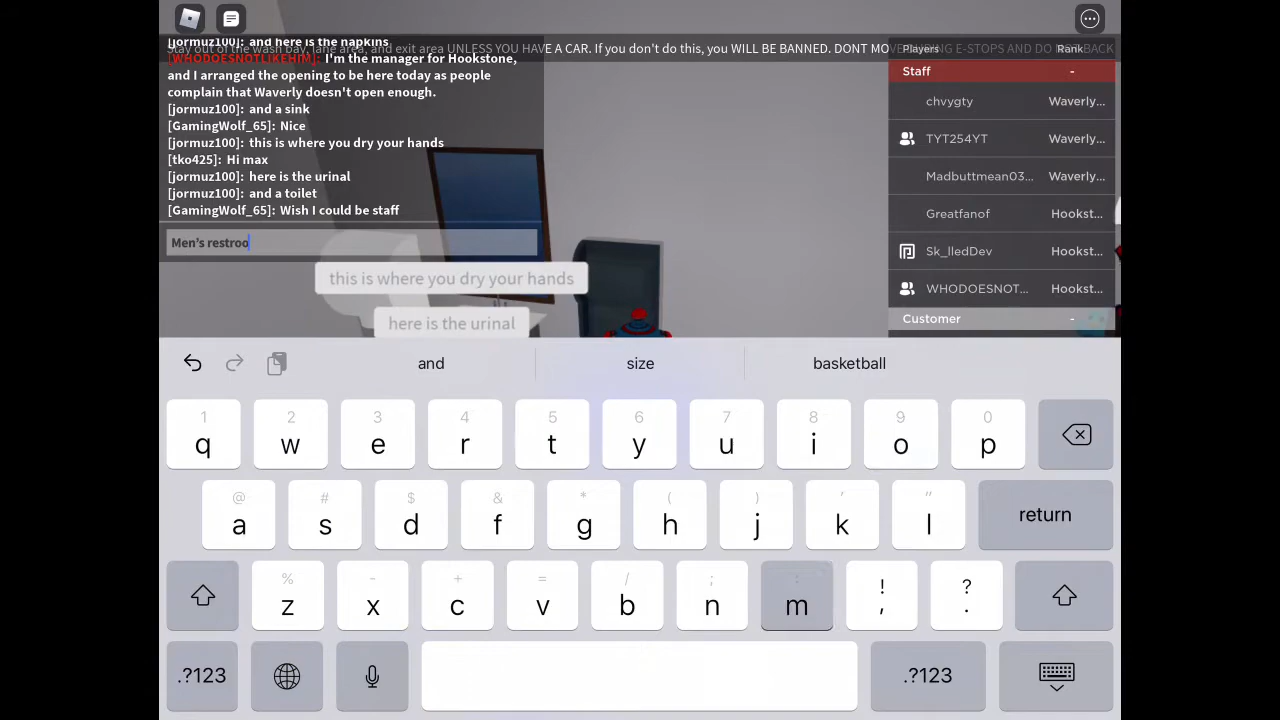 [jormuz100]: and here is the napkins
Stay out of the wash bay, lane area, and exit area UNLESS YOU HAVE A CAR. If you don't do this, you WILL BE BANNED. DONT MO
E-STOPS AND DO
BACK
[WHODOESNOTLIKEHIM]: I'm the manager for Hookstone,
and I arranged the opening to be here today as people
complain that Waverly doesn't open enough.
[jormuz100]: and a sink
[GamingWolf_65]: Nice
[jormuz100]: this is where you dry your hands
[tko425]: Hi max
[jormuz100]: here is the urinal
[jormuz100]: and a toilet
[GamingWolf_65]: Wish I could be staff
Men's restroo
this is where you dry your hands
here is the urinal
Players Rank
Staff -
chvygty Waverly...
TYT254YT Waverly...
Madbuttmean03... Waverly...
Greatfanof Hookst...
Sk_lledDev Hookst...
WHODOESNOT... Hookst...
Customer -
and size basketball
1 2 3 4 5 6 7 8 9 0
q w e r t y u i o p
@ # $ & * ( ) ' "
a s d f g h j k l return
% - + = / ; : ! ?
z x c v b n m , .
.?123 .?123